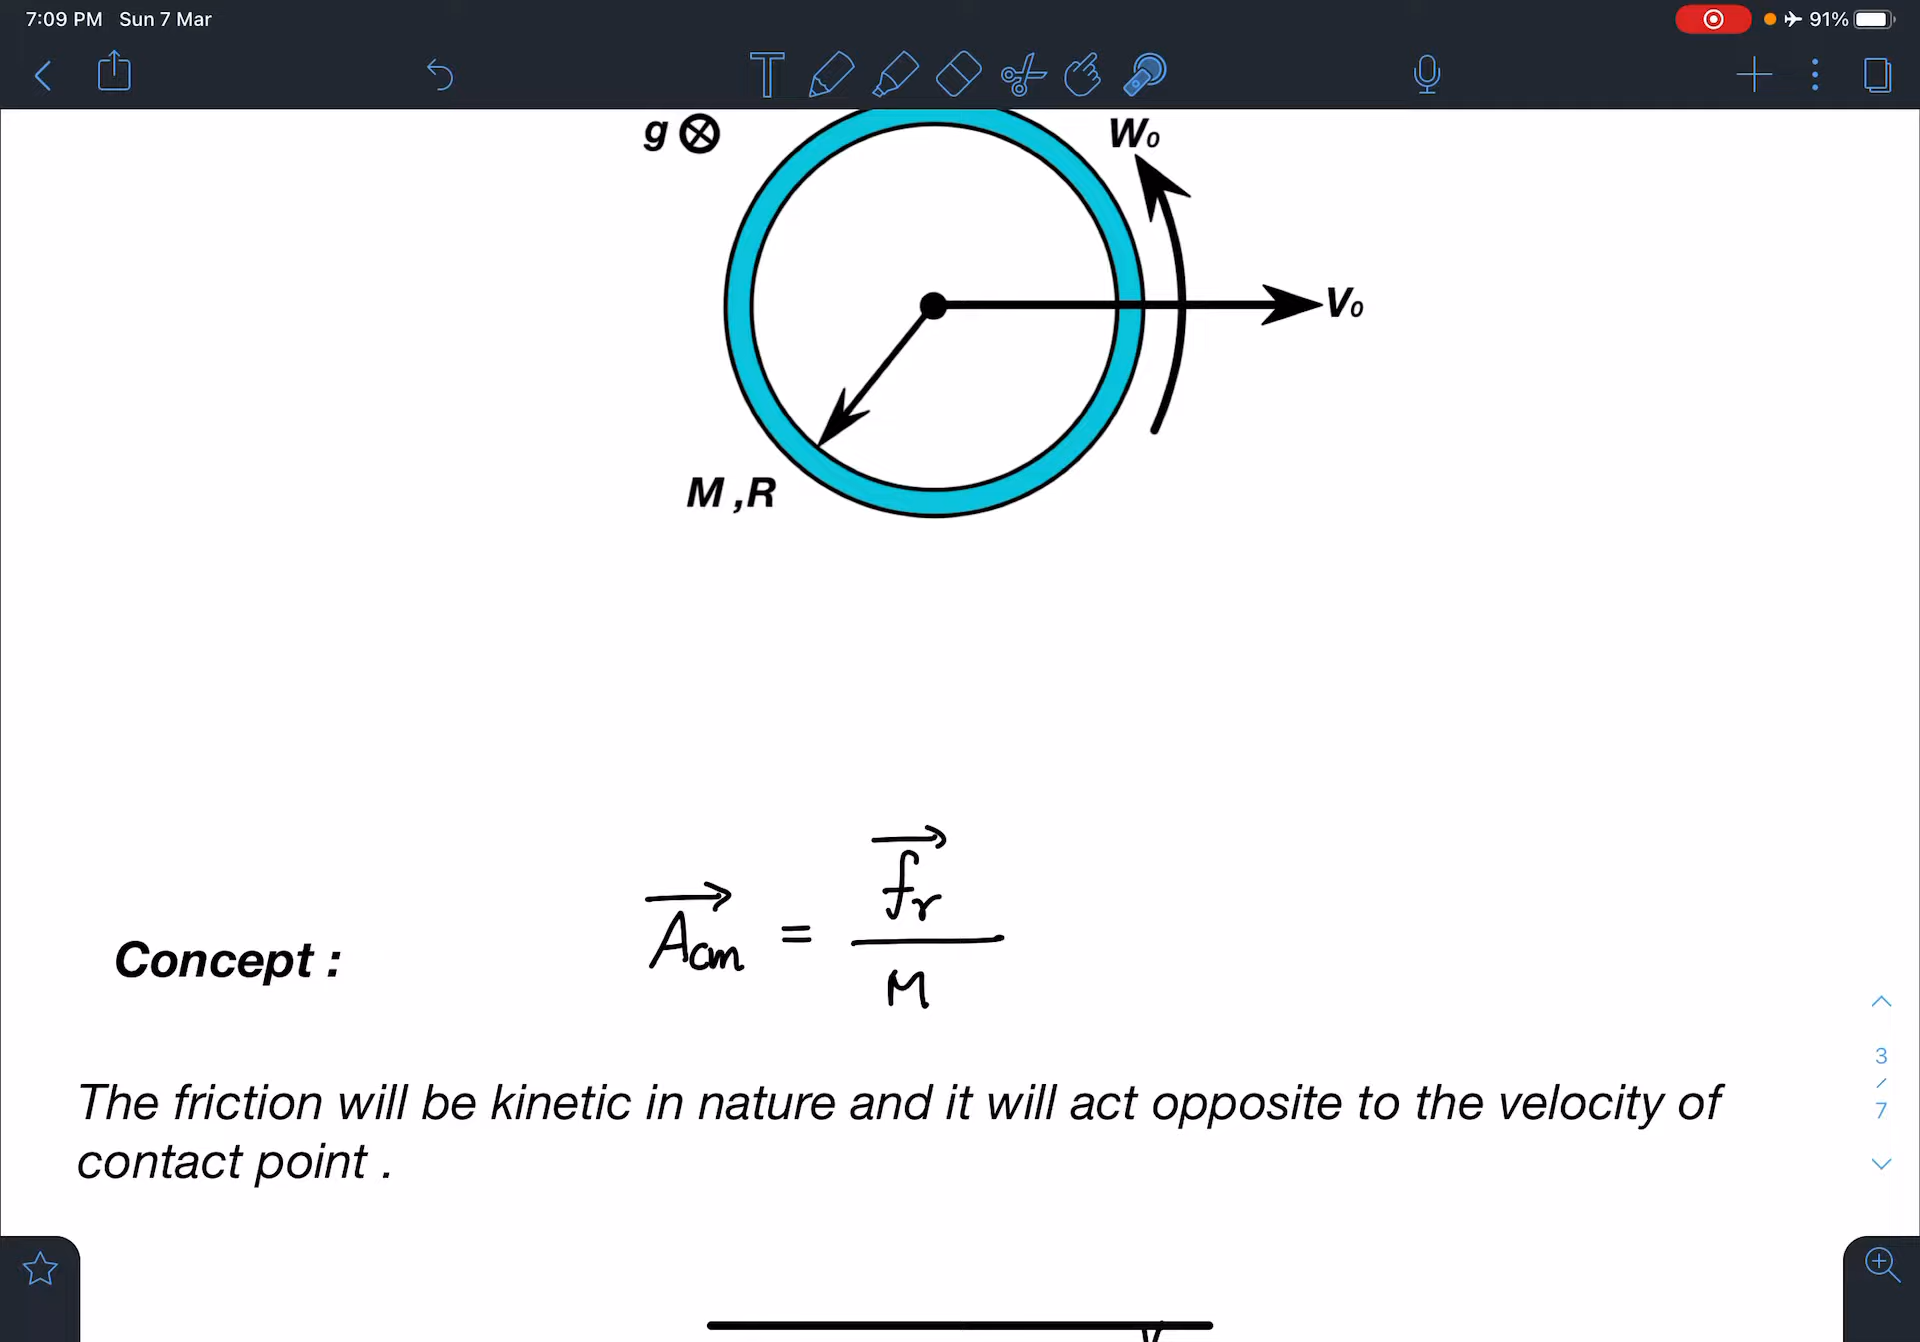 7:09 PM Sun 7 Mar
91%
T
g ⊗
W₀
V₀
M ,R
Concept :
A⃗cm = f⃗r / M
The friction will be kinetic in nature and it will act opposite to the velocity of
contact point .
3
/
7